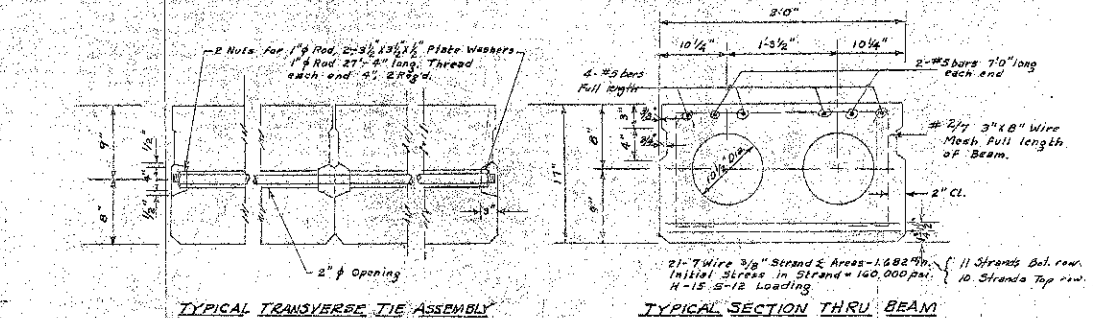 2 Nuts for 1"ø Rod, 2-3½"x3½"x½" Plate Washers
1"ø Rod 27'-4" long. Thread
each end 4". 2 Req'd.
9"
8"
½"
4"
½"
3"
2" ø Opening
TYPICAL TRANSVERSE TIE ASSEMBLY
3'-0"
10¼"
1'-3½"
10¼"
4-#5 bars
Full length
2-#5 bars 7'0" long
each end
17"
8"
9"
3"
4"
10½" Dia.
# 2/7 3"x8" Wire
Mesh Full length
of Beam.
2" CL.
21-7 Wire 3/8" Strand Σ Areas=1.682 □"in.
Initial Stress in Strand = 160,000 psi.
H-15 S-12 Loading
11 Strands Bot. row.
10 Strands Top row.
TYPICAL SECTION THRU BEAM